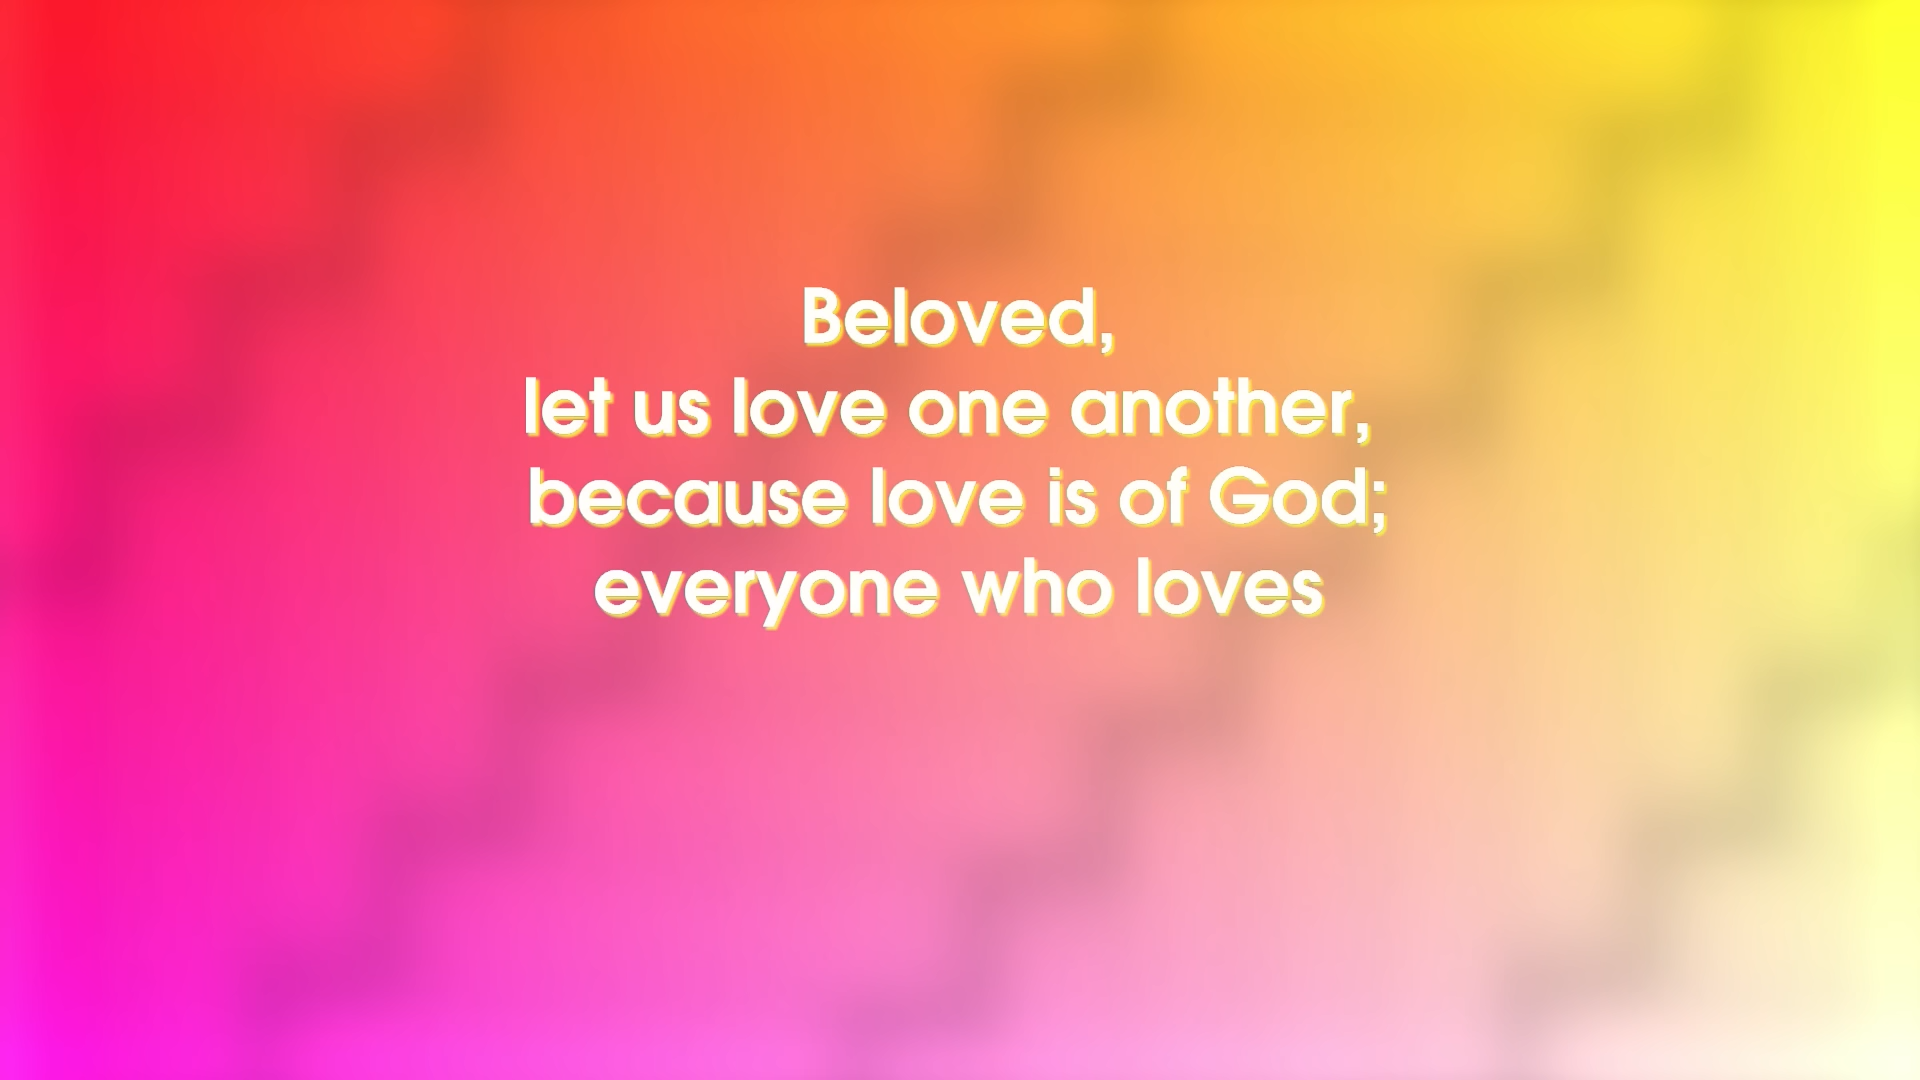 Beloved,
let us love one another,
because love is of God;
everyone who loves